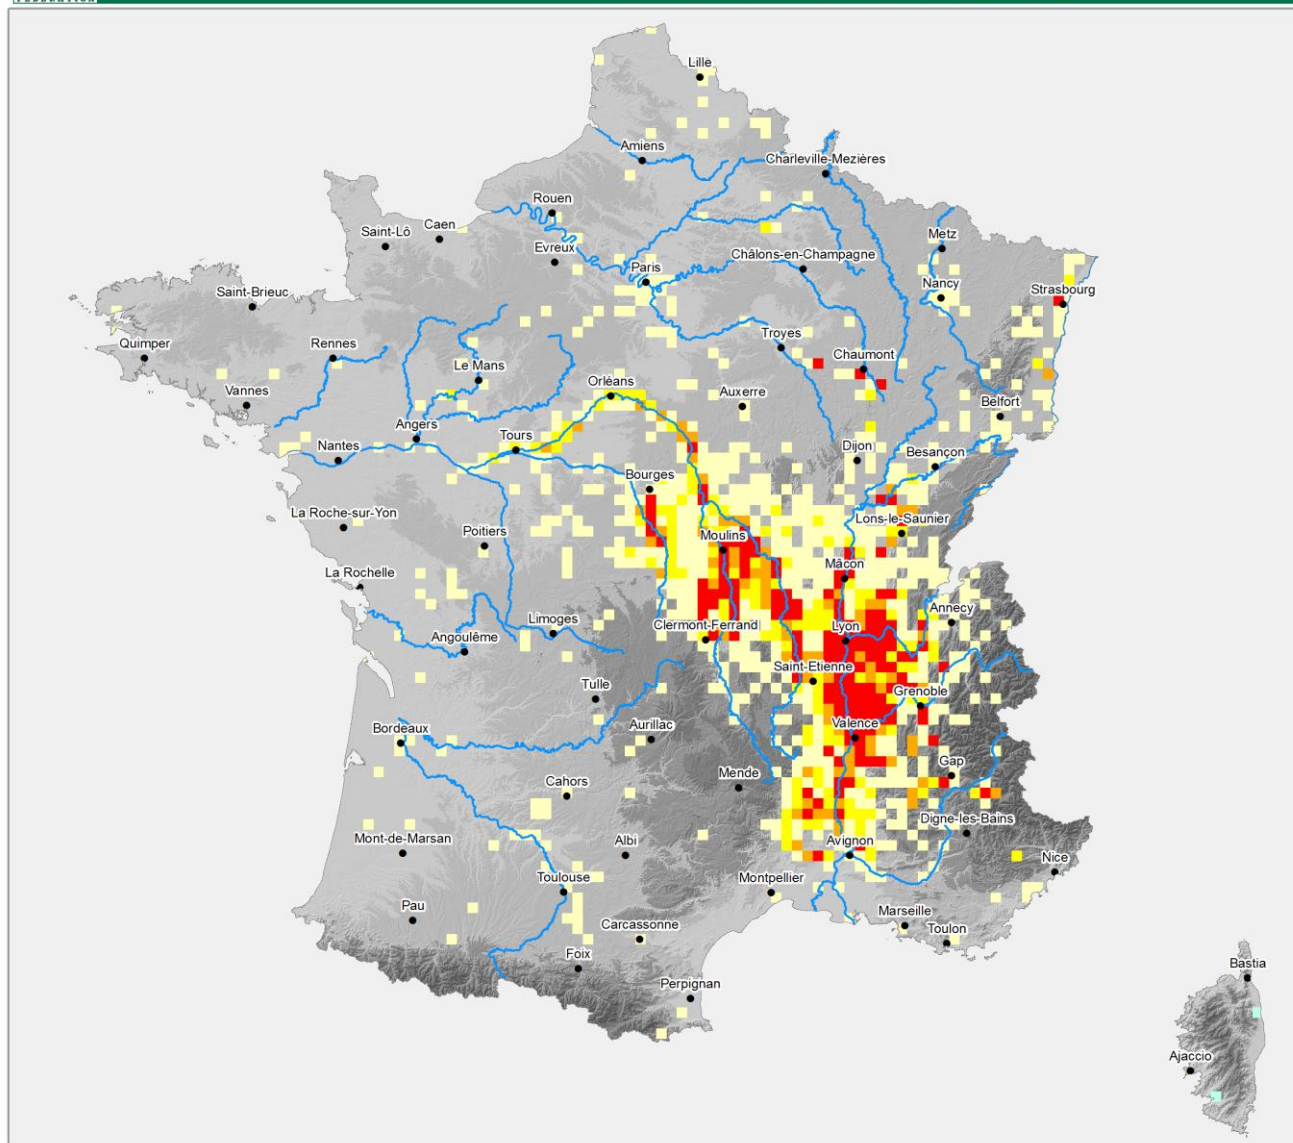 Lille
Amiens
Charleville-Mezières
Rouen
Caen
Saint-Lô
Metz
Evreux
Châlons-en-Champagne
Paris
Nancy
Strasbourg
Saint-Brieuc
Troyes
Quimper
Rennes
Chaumont
Le Mans
Orléans
Vannes
Auxerre
Belfort
Angers
Tours
Nantes
Dijon
Besançon
Bourges
La Roche-sur-Yon
Lons-le-Saunier
Poitiers
Moulins
La Rochelle
Mâcon
Annecy
Limoges
Clermont-Ferrand
Lyon
Angoulême
Saint-Etienne
Tulle
Grenoble
Bordeaux
Aurillac
Valence
Gap
Cahors
Mende
Digne-les-Bains
Mont-de-Marsan
Albi
Avignon
Nice
Toulouse
Montpellier
Pau
Marseille
Carcassonne
Toulon
Foix
Bastia
Perpignan
Ajaccio